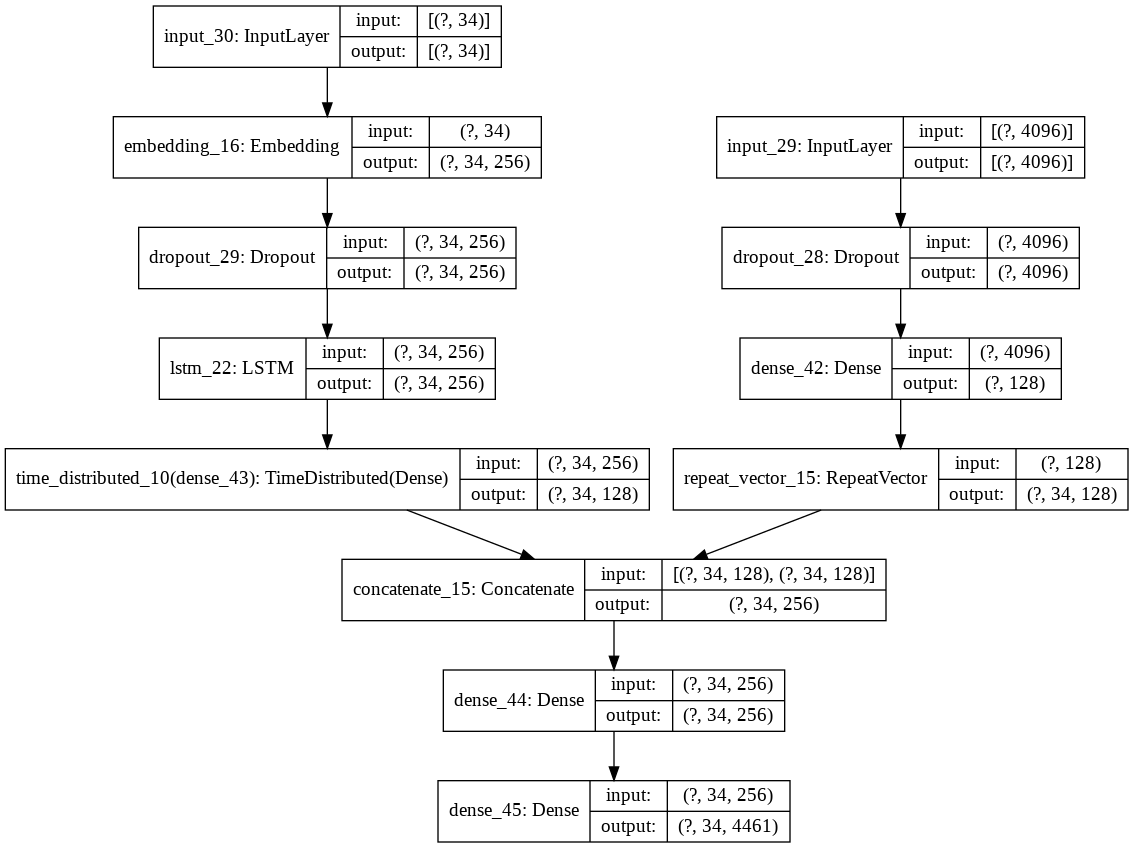 input_30: InputLayer
input: [(?, 34)]
output: [(?, 34)]
embedding_16: Embedding
input: (?, 34)
output: (?, 34, 256)
input_29: InputLayer
input: [(?, 4096)]
output: [(?, 4096)]
dropout_29: Dropout
input: (?, 34, 256)
output: (?, 34, 256)
dropout_28: Dropout
input: (?, 4096)
output: (?, 4096)
lstm_22: LSTM
input: (?, 34, 256)
output: (?, 34, 256)
dense_42: Dense
input: (?, 4096)
output: (?, 128)
time_distributed_10(dense_43): TimeDistributed(Dense)
input: (?, 34, 256)
output: (?, 34, 128)
repeat_vector_15: RepeatVector
input: (?, 128)
output: (?, 34, 128)
concatenate_15: Concatenate
input: [(?, 34, 128), (?, 34, 128)]
output: (?, 34, 256)
dense_44: Dense
input: (?, 34, 256)
output: (?, 34, 256)
dense_45: Dense
input: (?, 34, 256)
output: (?, 34, 4461)